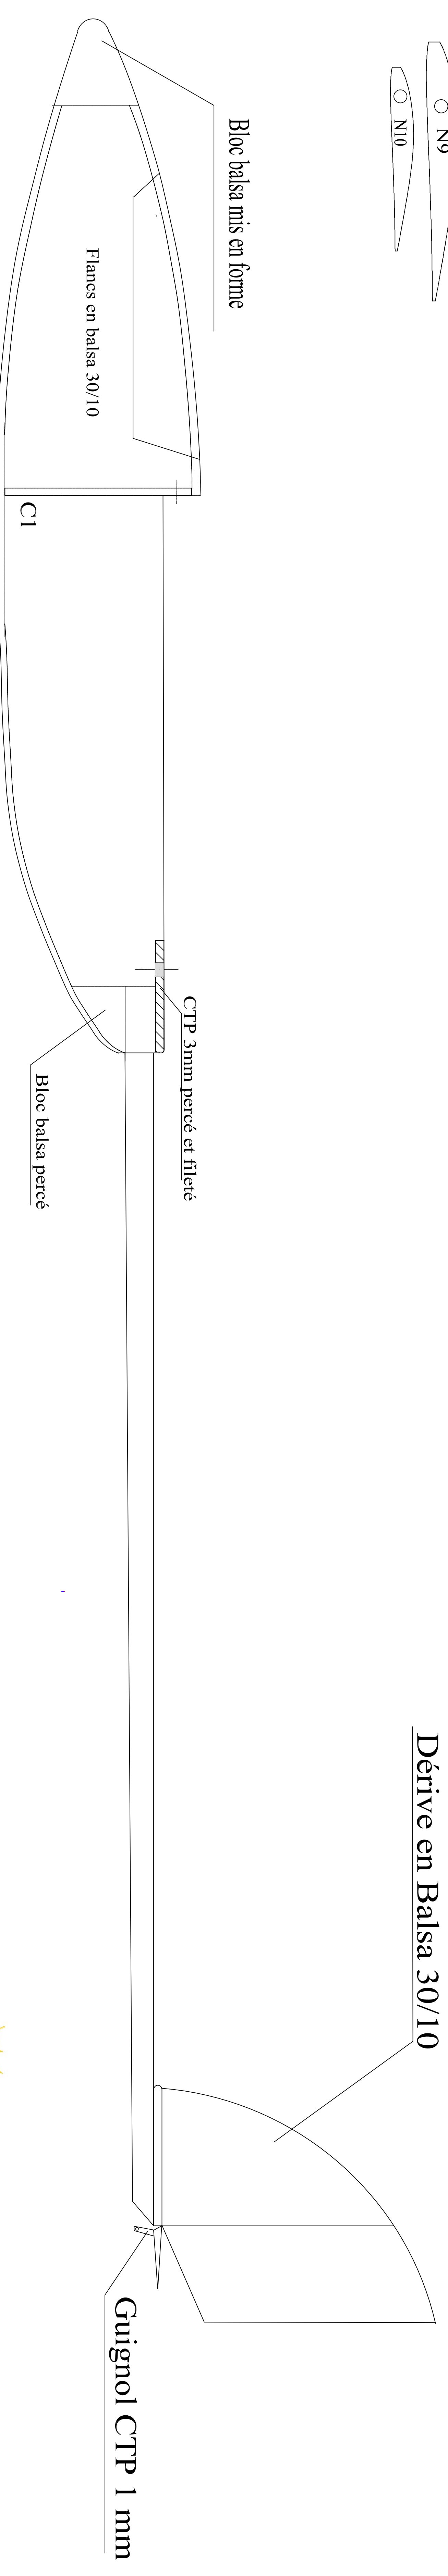 N9
N10
Bloc balsa mis en forme
Flancs en balsa 30/10
C1
CTP 3mm percé et fileté
Bloc balsa percé
Dérive en Balsa 30/10
Guignol CTP 1 mm